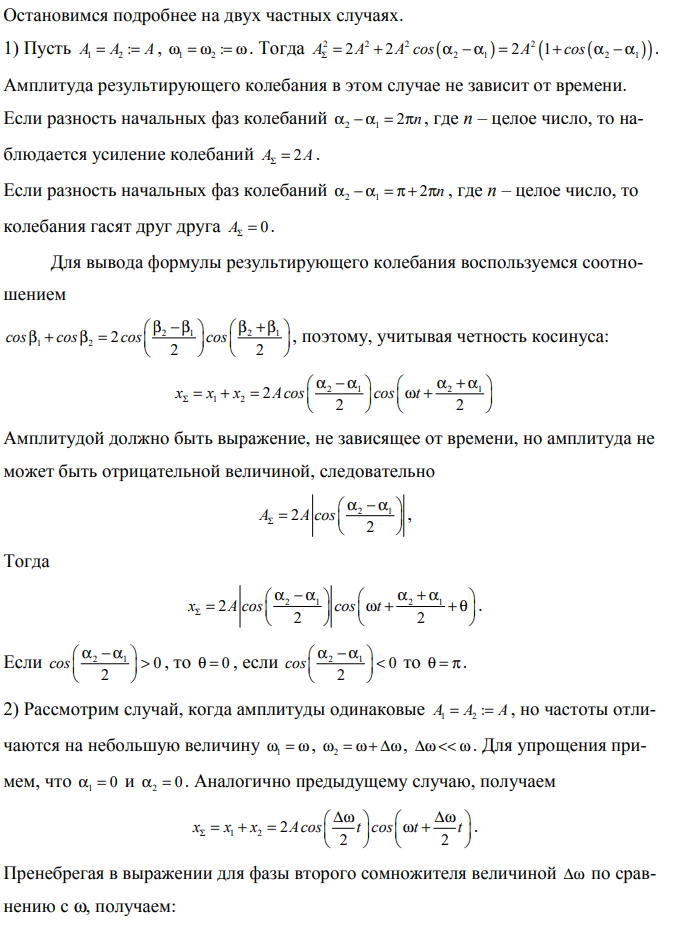 Остановимся подробнее на двух частных случаях.
1) Пусть A₁ = A₂ := A , ω₁ = ω₂ := ω. Тогда A_Σ² = 2A² + 2A² cos(α₂ − α₁) = 2A²(1 + cos(α₂ − α₁)).
Амплитуда результирующего колебания в этом случае не зависит от времени.
Если разность начальных фаз колебаний α₂ − α₁ = 2πn, где n – целое число, то на-
блюдается усиление колебаний A_Σ = 2A .
Если разность начальных фаз колебаний α₂ − α₁ = π + 2πn , где n – целое число, то
колебания гасят друг друга A_Σ = 0.
Для вывода формулы результирующего колебания воспользуемся соотно-
шением
cosβ₁ + cosβ₂ = 2cos((β₂ − β₁)/2)cos((β₂ + β₁)/2), поэтому, учитывая четность косинуса:
x_Σ = x₁ + x₂ = 2Acos((α₂ − α₁)/2)cos(ωt + (α₂ + α₁)/2)
Амплитудой должно быть выражение, не зависящее от времени, но амплитуда не
может быть отрицательной величиной, следовательно
A_Σ = 2A|cos((α₂ − α₁)/2)| ,
Тогда
x_Σ = 2A|cos((α₂ − α₁)/2)|cos(ωt + (α₂ + α₁)/2 + θ) .
Если cos((α₂ − α₁)/2) > 0 , то θ = 0 , если cos((α₂ − α₁)/2) < 0 то θ = π .
2) Рассмотрим случай, когда амплитуды одинаковые A₁ = A₂ := A , но частоты отли-
чаются на небольшую величину ω₁ = ω , ω₂ = ω + Δω , Δω << ω . Для упрощения при-
мем, что α₁ = 0 и α₂ = 0 . Аналогично предыдущему случаю, получаем
x_Σ = x₁ + x₂ = 2Acos((Δω/2)t)cos(ωt + (Δω/2)t) .
Пренебрегая в выражении для фазы второго сомножителя величиной Δω по срав-
нению с ω, получаем: